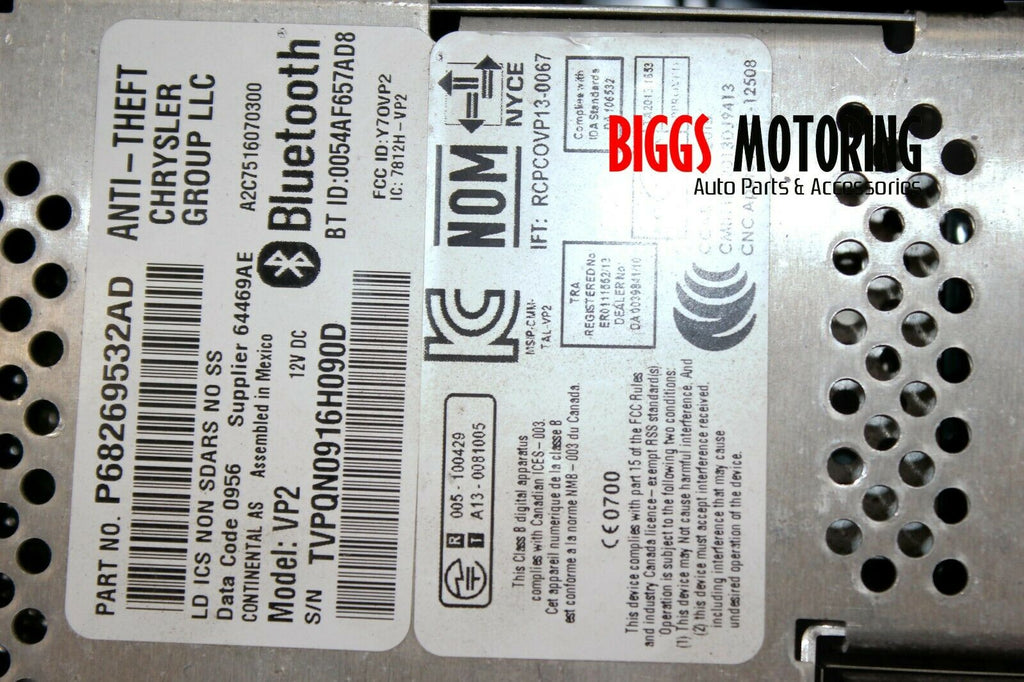 PART NO. P68269532AD
ANTI-THEFT
CHRYSLER
GROUP LLC
LD ICS NON SDARS NO SS
A2C7516070300
Data Code 0956
Supplier 64469AE
CONTINENTAL AS
Assembled in Mexico
Bluetooth
Model: VP2
12V DC
BT ID:0054AF657AD8
S/N TVPQN0916H090D
FCC ID:Y7OVP2
IC: 7812H-VP2
R 005-100429
T A13-0081005
KC
MSIP-CMM-
TAL-VP2
NOM
NYCE
IFT: RCPCOVP13-0067
This Class B digital apparatus
complies with Canadian ICES-003.
Cet appareil numerique de la classe B
est conforme a la norme NMB-003 du Canada.
TRA
REGISTERED No
DEALER No
Complies with
IDA Standards
CE0700
This device complies with part 15 of the FCC Rules
and industry Canada licence-exempt RSS standard(s)
Operation is subject to the following two conditions:
(1) This device may Not cause harmful interference. And
(2) this device must accept interference received,
including interference that may cause
undesired operation of the device.
BIGGS MOTORING
Auto Parts & Accessories